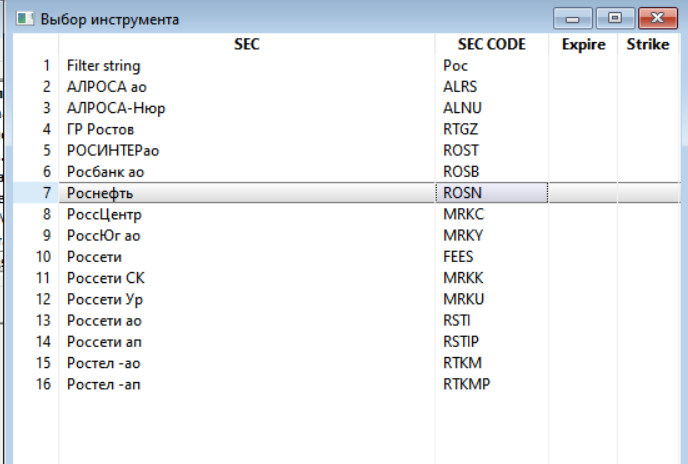 Выбор инструмента
SEC SEC CODE Expire Strike
1 Filter string Рос
2 АЛРОСА ао ALRS
3 АЛРОСА-Нюр ALNU
4 ГР Ростов RTGZ
5 РОСИНТЕРао ROST
6 Росбанк ао ROSB
7 Роснефть ROSN
8 РоссЦентр MRKC
9 РоссЮг ао MRKY
10 Россети FEES
11 Россети СК MRKK
12 Россети Ур MRKU
13 Россети ао RSTI
14 Россети ап RSTIP
15 Ростел -ао RTKM
16 Ростел -ап RTKMP